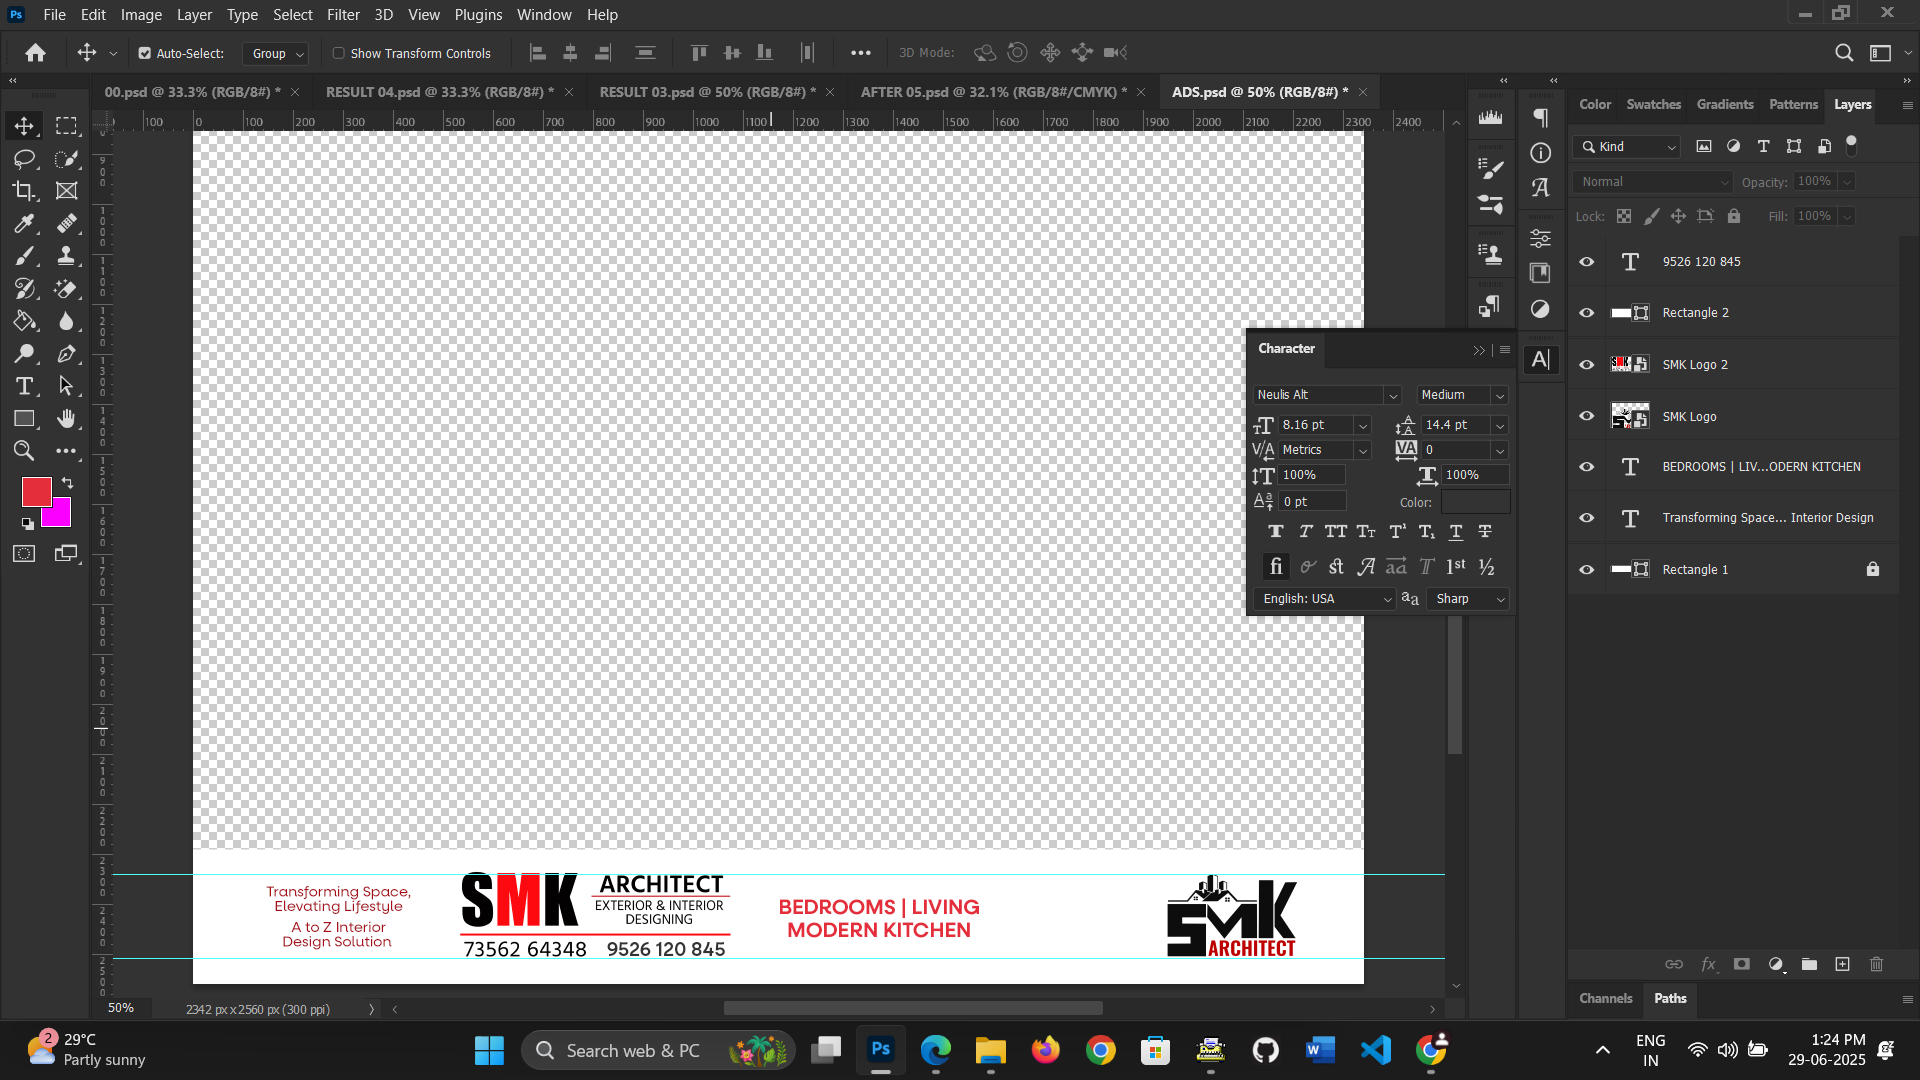 File Edit Image Layer Type Select Filter 3D View Plugins Window Help
Auto-Select: Group Show Transform Controls 3D Mode:
00.psd @ 33.3% (RGB/8#) * RESULT 04.psd @ 33.3% (RGB/8#) * RESULT 03.psd @ 50% (RGB/8#) * AFTER 05.psd @ 32.1% (RGB/8#/CMYK) * ADS.psd @ 50% (RGB/8#) *
100 0 100 200 300 400 500 600 700 800 900 1000 1100 1200 1300 1400 1500 1600 1700 1800 1900 2000 2100 2200 2300 2400
Color Swatches Gradients Patterns Layers
Kind
Normal Opacity: 100%
Lock: Fill: 100%
9526 120 845
Rectangle 2
SMK Logo 2
SMK Logo
BEDROOMS | LIV...ODERN KITCHEN
Transforming Space... Interior Design
Rectangle 1
Character
Neulis Alt Medium
8.16 pt 14.4 pt
Metrics 0
100% 100%
0 pt Color:
English: USA Sharp
Transforming Space,
Elevating Lifestyle
A to Z Interior
Design Solution
SMK ARCHITECT
EXTERIOR & INTERIOR
DESIGNING
73562 64348 9526 120 845
BEDROOMS | LIVING
MODERN KITCHEN
SMK
ARCHITECT
Channels Paths
50% 2342 px x 2560 px (300 ppi)
2 29°C
Partly sunny
Search web & PC
ENG
IN
1:24 PM
29-06-2025